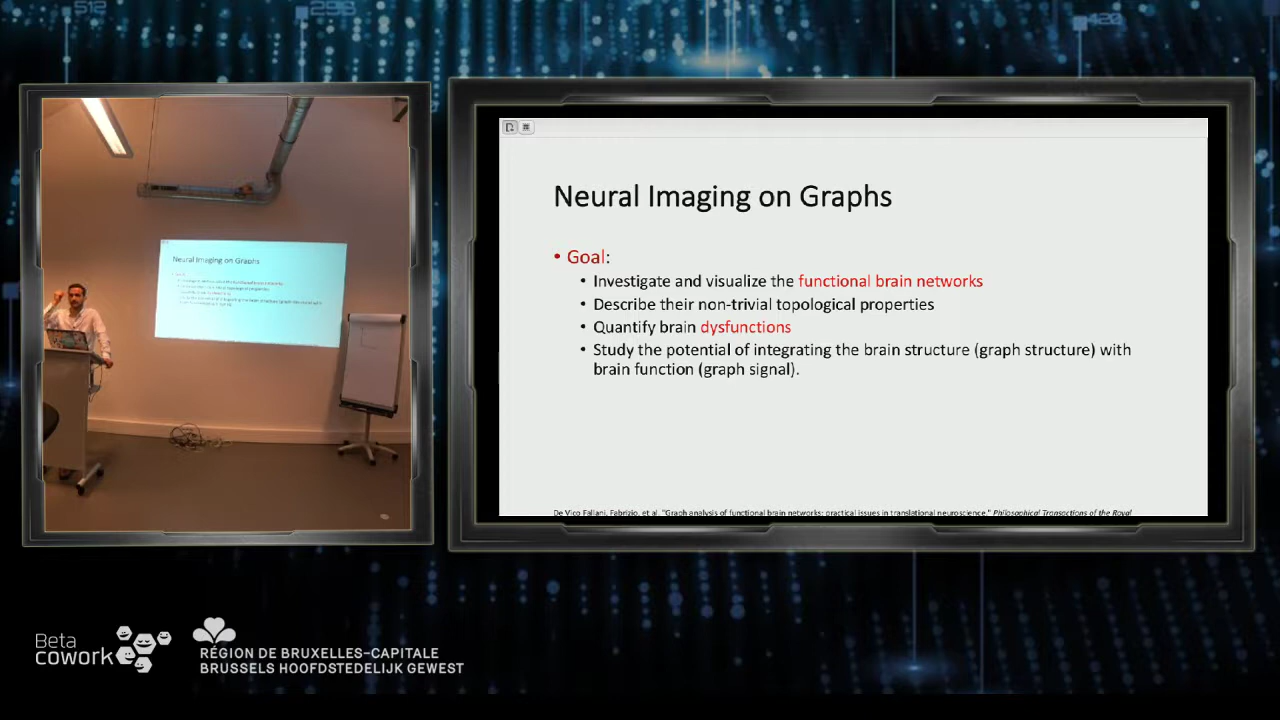 512
2998
420
Neural Imaging on Graphs
Neural Imaging on Graphs
• Goal:
• Investigate and visualize the functional brain networks
• Describe their non-trivial topological properties
• Quantify brain dysfunctions
• Study the potential of integrating the brain structure (graph structure) with
brain function (graph signal).
De Vico Fallani, Fabrizio, et al. "Graph analysis of functional brain networks: practical issues in translational neuroscience." Philosophical Transactions of the Royal
Beta
cowork
RÉGION DE BRUXELLES-CAPITALE
BRUSSELS HOOFDSTEDELIJK GEWEST